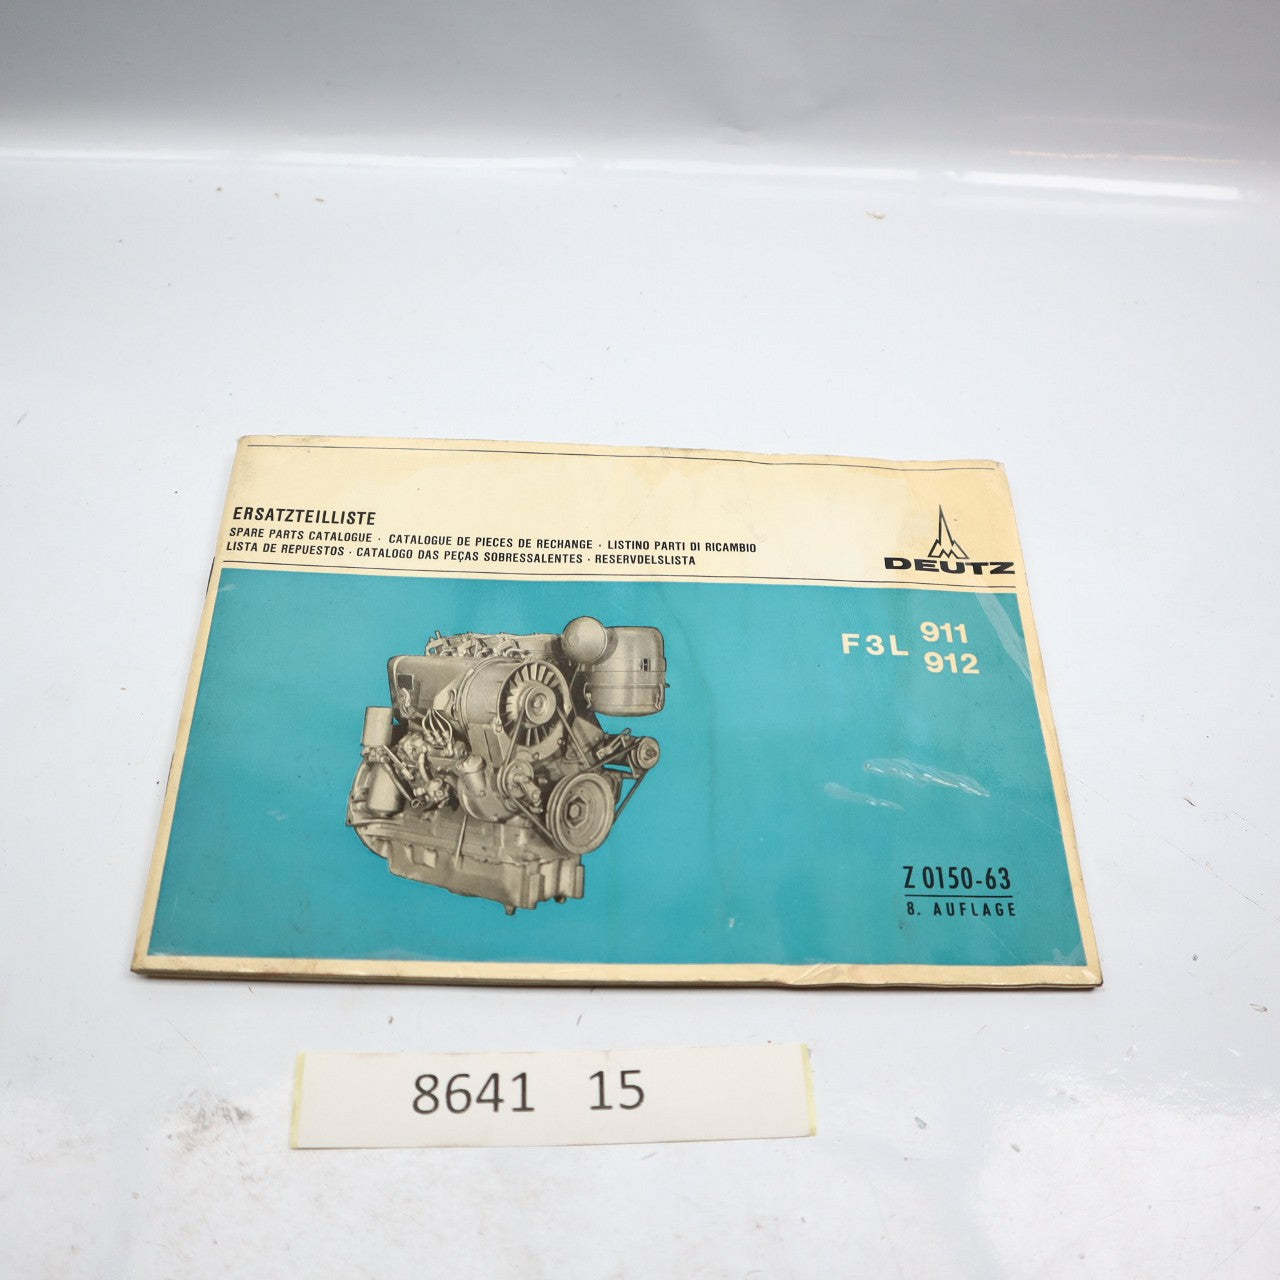 ERSATZTEILLISTE
SPARE PARTS CATALOGUE · CATALOGUE DE PIECES DE RECHANGE · LISTINO PARTI DI RICAMBIO
LISTA DE REPUESTOS · CATALOGO DAS PEÇAS SOBRESSALENTES · RESERVDELSLISTA
DEUTZ
F3L 911
912
Z 0150-63
8. AUFLAGE
8641 15